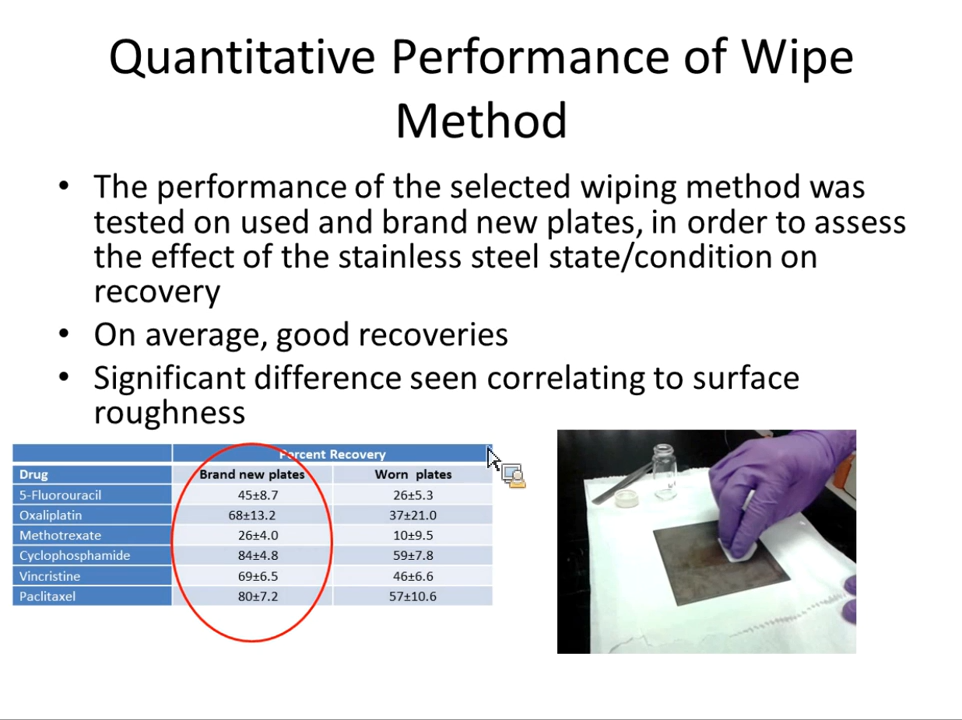 Quantitative Performance of Wipe
Method
• The performance of the selected wiping method was
tested on used and brand new plates, in order to assess
the effect of the stainless steel state/condition on
recovery
• On average, good recoveries
• Significant difference seen correlating to surface
roughness
Percent Recovery
Drug Brand new plates Worn plates
5-Fluorouracil 45±8.7 26±5.3
Oxaliplatin 68±13.2 37±21.0
Methotrexate 26±4.0 10±9.5
Cyclophosphamide 84±4.8 59±7.8
Vincristine 69±6.5 46±6.6
Paclitaxel 80±7.2 57±10.6